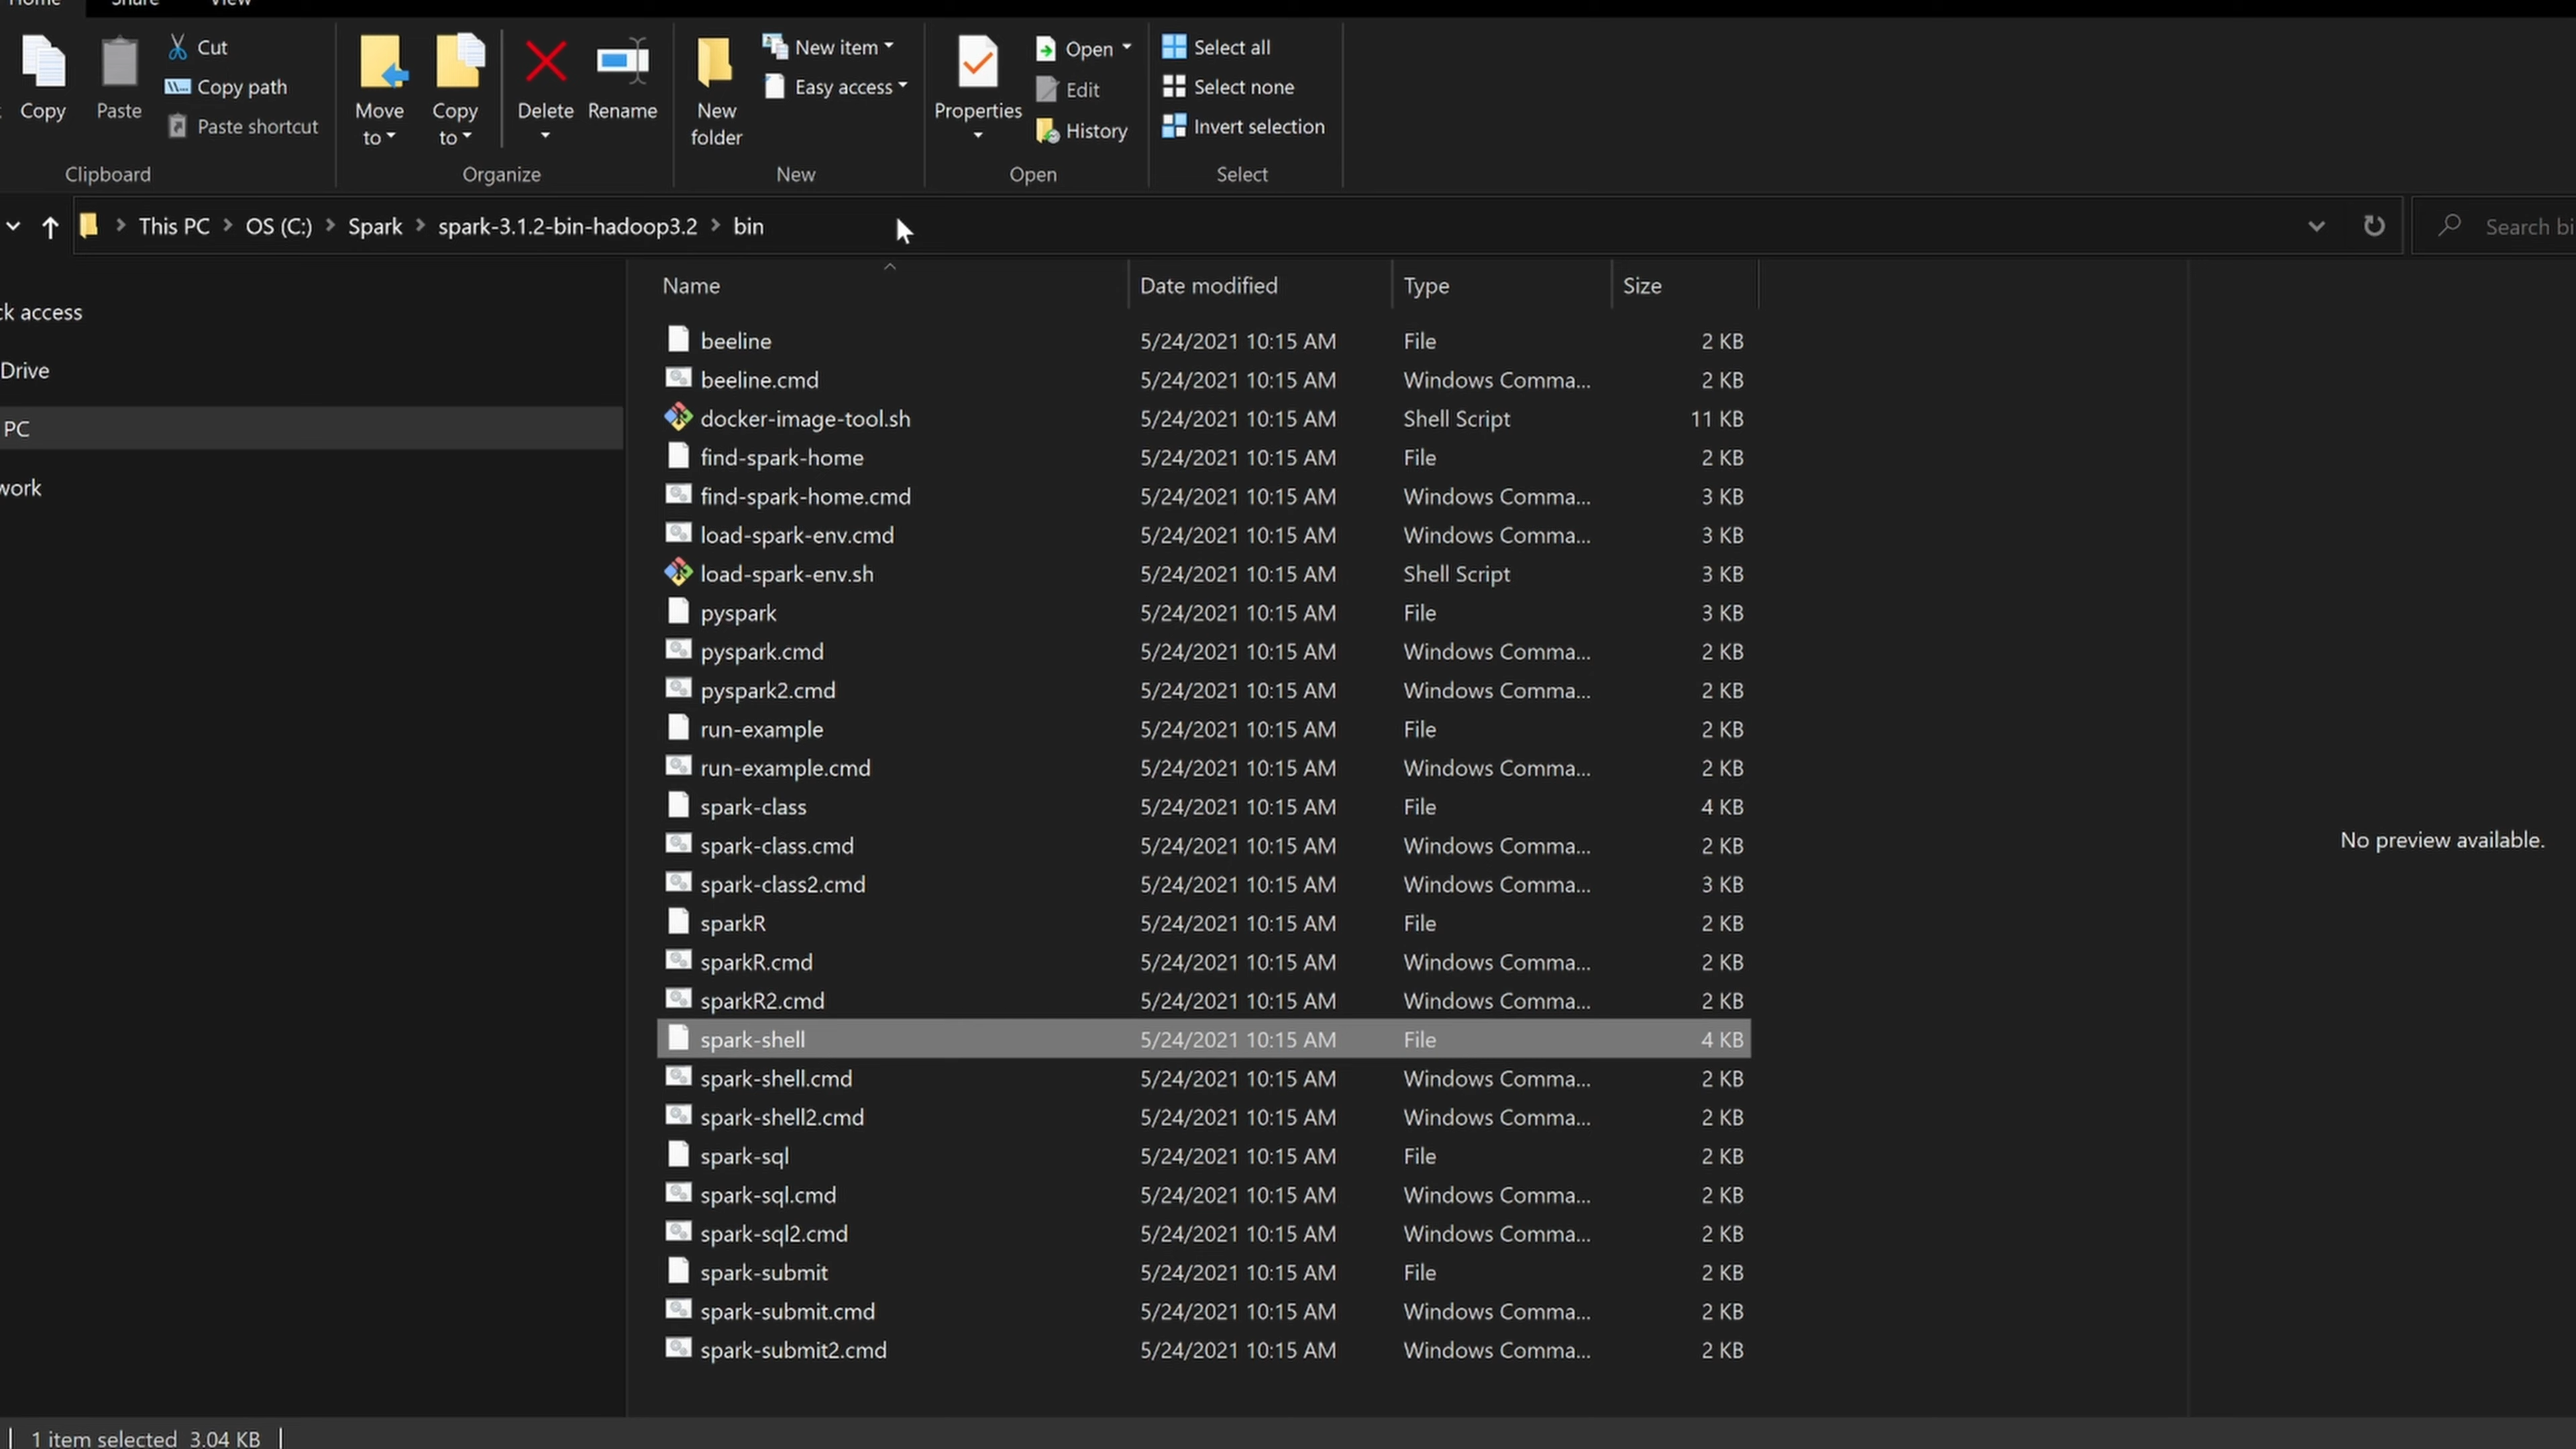 Home Share View
Copy
Paste
Cut
Copy path
Paste shortcut
Clipboard
Move to
Copy to
Delete
Rename
Organize
New folder
New item
Easy access
New
Properties
Open
Edit
History
Open
Select all
Select none
Invert selection
Select
This PC > OS (C:) > Spark > spark-3.1.2-bin-hadoop3.2 > bin
Search bi
ck access
Drive
PC
work
Name Date modified Type Size
beeline 5/24/2021 10:15 AM File 2 KB
beeline.cmd 5/24/2021 10:15 AM Windows Comma... 2 KB
docker-image-tool.sh 5/24/2021 10:15 AM Shell Script 11 KB
find-spark-home 5/24/2021 10:15 AM File 2 KB
find-spark-home.cmd 5/24/2021 10:15 AM Windows Comma... 3 KB
load-spark-env.cmd 5/24/2021 10:15 AM Windows Comma... 3 KB
load-spark-env.sh 5/24/2021 10:15 AM Shell Script 3 KB
pyspark 5/24/2021 10:15 AM File 3 KB
pyspark.cmd 5/24/2021 10:15 AM Windows Comma... 2 KB
pyspark2.cmd 5/24/2021 10:15 AM Windows Comma... 2 KB
run-example 5/24/2021 10:15 AM File 2 KB
run-example.cmd 5/24/2021 10:15 AM Windows Comma... 2 KB
spark-class 5/24/2021 10:15 AM File 4 KB
spark-class.cmd 5/24/2021 10:15 AM Windows Comma... 2 KB
spark-class2.cmd 5/24/2021 10:15 AM Windows Comma... 3 KB
sparkR 5/24/2021 10:15 AM File 2 KB
sparkR.cmd 5/24/2021 10:15 AM Windows Comma... 2 KB
sparkR2.cmd 5/24/2021 10:15 AM Windows Comma... 2 KB
spark-shell 5/24/2021 10:15 AM File 4 KB
spark-shell.cmd 5/24/2021 10:15 AM Windows Comma... 2 KB
spark-shell2.cmd 5/24/2021 10:15 AM Windows Comma... 2 KB
spark-sql 5/24/2021 10:15 AM File 2 KB
spark-sql.cmd 5/24/2021 10:15 AM Windows Comma... 2 KB
spark-sql2.cmd 5/24/2021 10:15 AM Windows Comma... 2 KB
spark-submit 5/24/2021 10:15 AM File 2 KB
spark-submit.cmd 5/24/2021 10:15 AM Windows Comma... 2 KB
spark-submit2.cmd 5/24/2021 10:15 AM Windows Comma... 2 KB
No preview available.
1 item selected 3.04 KB